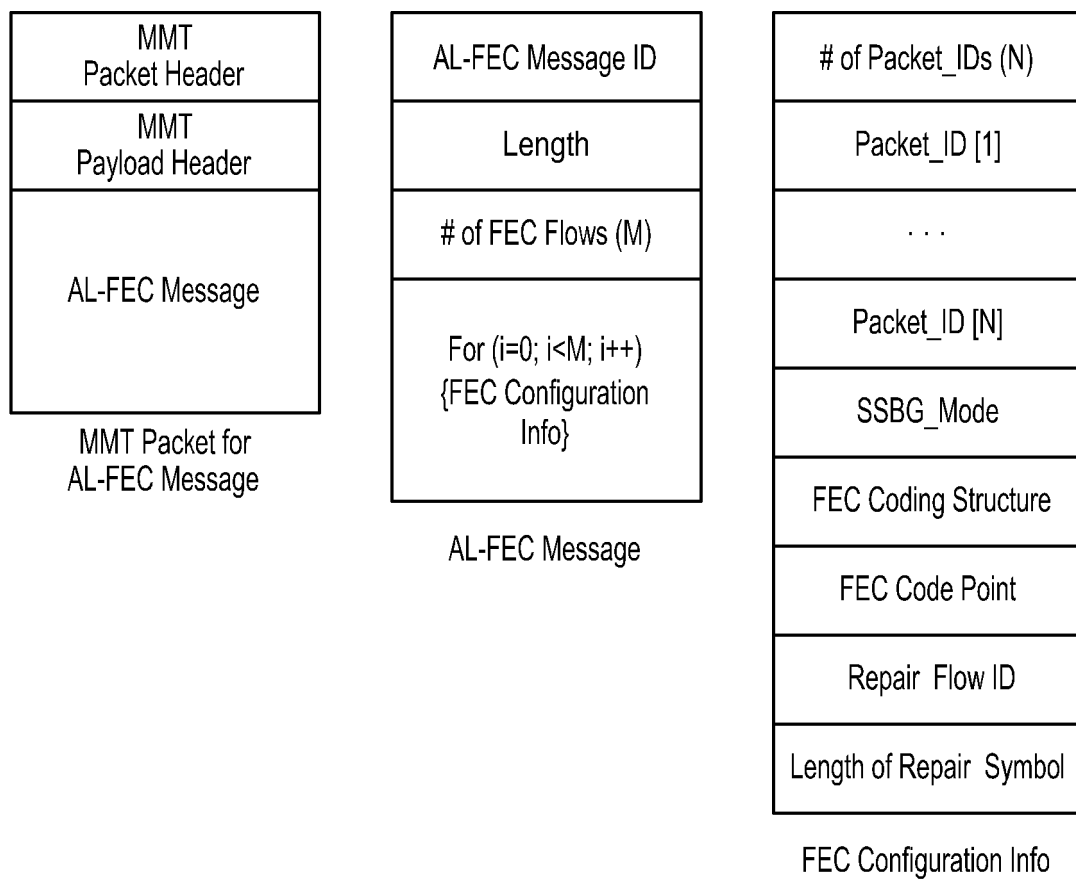 MMT
Packet Header
MMT
Payload Header
AL-FEC Message
MMT Packet for
AL-FEC Message
AL-FEC Message ID
Length
# of FEC Flows (M)
For (i=0; i<M; i++)
{FEC Configuration
Info}
AL-FEC Message
# of Packet_IDs (N)
Packet_ID [1]
. . .
Packet_ID [N]
SSBG_Mode
FEC Coding Structure
FEC Code Point
Repair Flow ID
Length of Repair Symbol
FEC Configuration Info